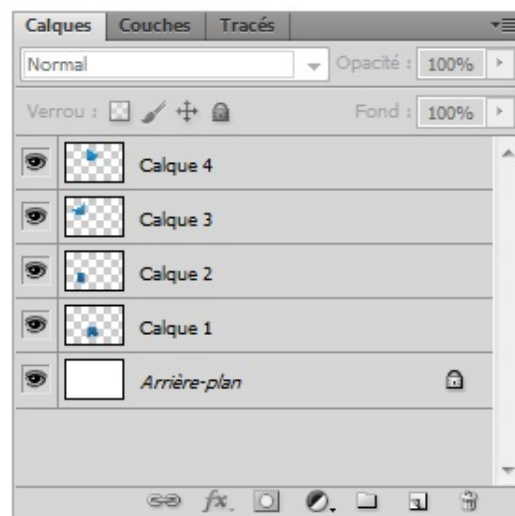 Calques Couches Tracés
Normal Opacité : 100%
Verrou : Fond : 100%
Calque 4
Calque 3
Calque 2
Calque 1
Arrière-plan
fx.